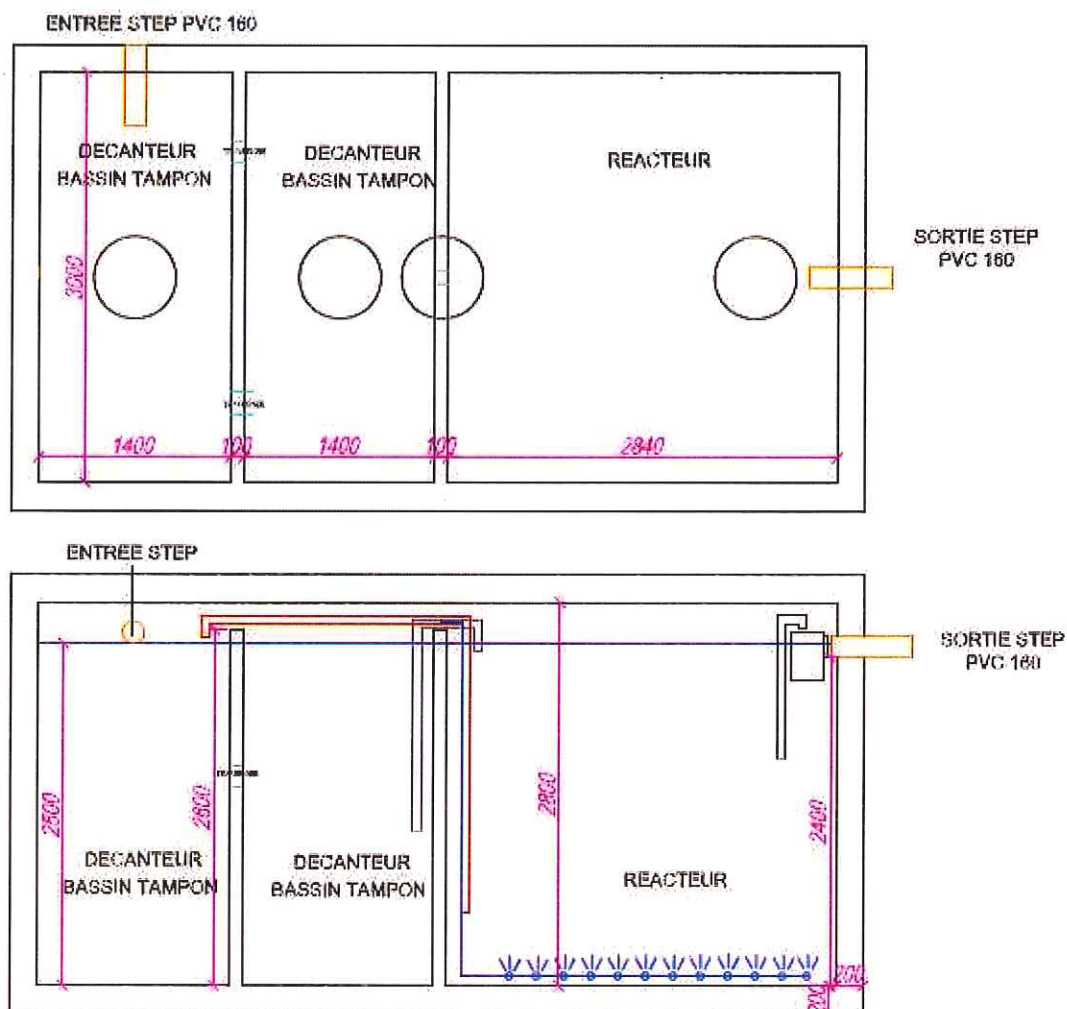 ENTREE STEP PVC 160
DECANTEUR
BASSIN TAMPON
DECANTEUR
BASSIN TAMPON
REACTEUR
SORTIE STEP
PVC 160
3000
1400
100
1400
100
2840
ENTREE STEP
SORTIE STEP
PVC 160
2500
2600
2800
2400
DECANTEUR
BASSIN TAMPON
DECANTEUR
BASSIN TAMPON
REACTEUR
200
200